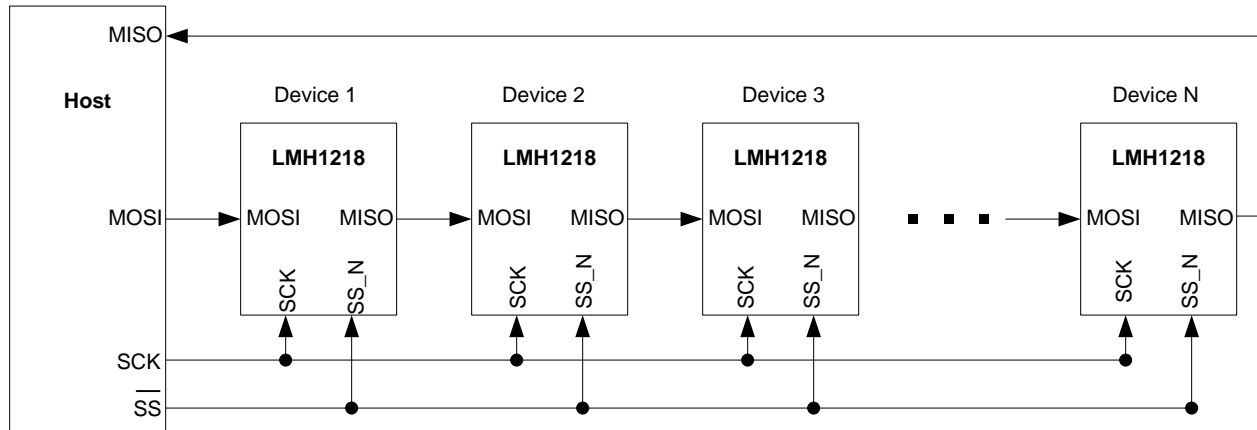 MISO
Host
Device 1
Device 2
Device 3
Device N
LMH1218
LMH1218
LMH1218
LMH1218
MOSI
MOSI
MISO
MOSI
MISO
MOSI
MISO
MOSI
MISO
SCK
SS_N
SCK
SS_N
SCK
SS_N
SCK
SS_N
SCK
SS